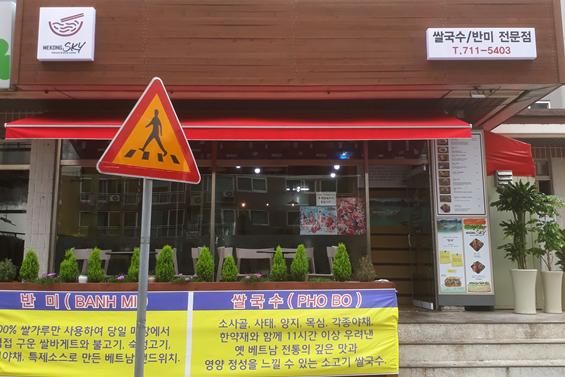 MEKONG SKY
쌀국수/반미 전문점
T.711-5403
반 미 ( BANH MI
00% 쌀가루만 사용하여 당일 매장에서
접 구운 쌀바게트와 불고기, 숙성고기,
야채, 특제소스로 만든 베트남 샌드위치.
쌀국수 ( PHO BO )
소사골, 사태, 양지, 목심, 각종야채,
한약재와 함께 11시간 이상 우려낸
옛 베트남 전통의 깊은 맛과
영양 정성을 느낄 수 있는 소고기 쌀국수.
SKY